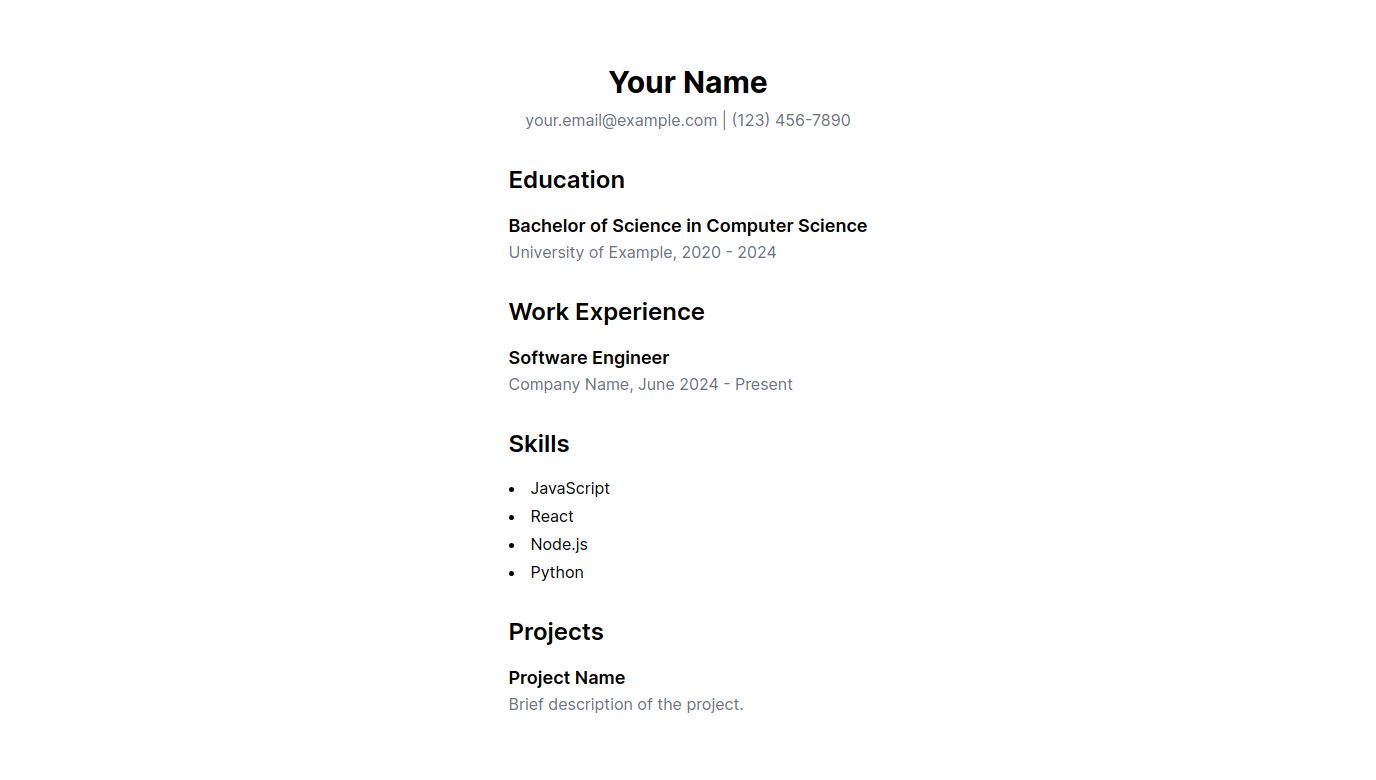 Your Name
your.email@example.com | (123) 456-7890
Education
Bachelor of Science in Computer Science
University of Example, 2020 - 2024
Work Experience
Software Engineer
Company Name, June 2024 - Present
Skills
• JavaScript
• React
• Node.js
• Python
Projects
Project Name
Brief description of the project.